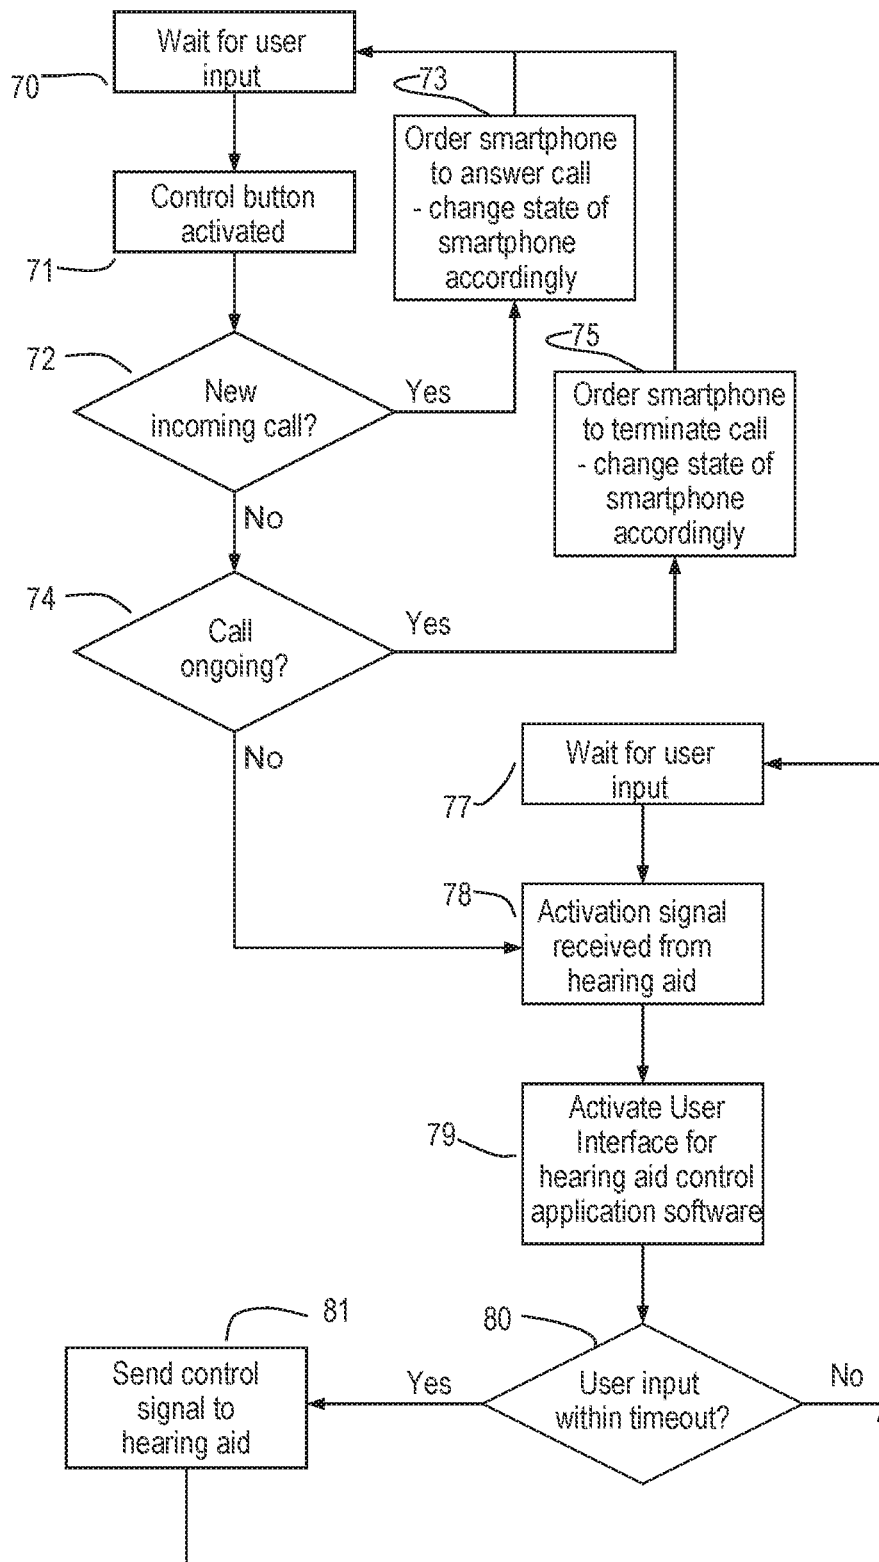 Wait for user
input
70
Control button
activated
71
72
New
incoming call?
Yes
No
73
Order smartphone
to answer call
- change state of
smartphone
accordingly
75
Order smartphone
to terminate call
- change state of
smartphone
accordingly
74
Call
ongoing?
Yes
No
Wait for user
input
77
78
Activation signal
received from
hearing aid
79
Activate User
Interface for
hearing aid control
application software
80
User input
within timeout?
Yes
No
81
Send control
signal to
hearing aid